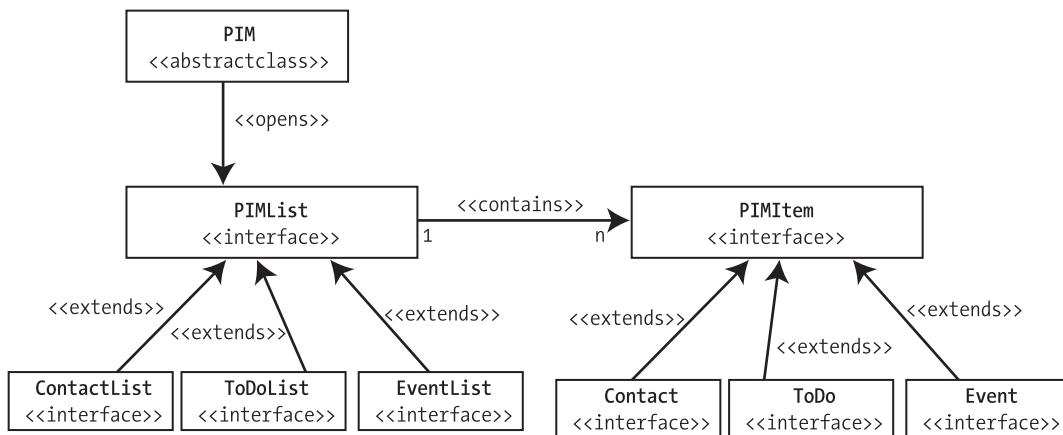 PIM
<<abstractclass>>
<<opens>>
PIMList
<<interface>>
<<contains>>
1
n
PIMItem
<<interface>>
<<extends>>
<<extends>>
<<extends>>
<<extends>>
<<extends>>
<<extends>>
ContactList
<<interface>>
ToDoList
<<interface>>
EventList
<<interface>>
Contact
<<interface>>
ToDo
<<interface>>
Event
<<interface>>